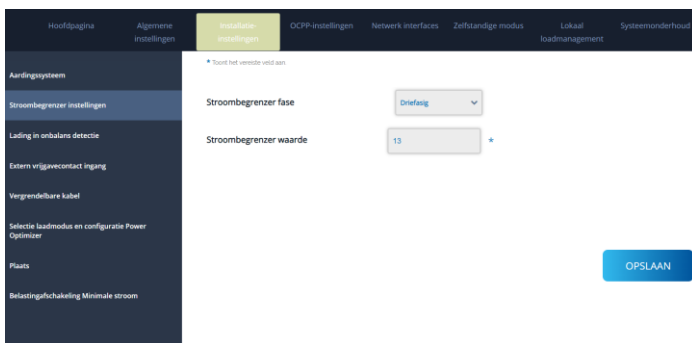 Hoofdpagina
Algemene
instellingen
Installatie-
instellingen
OCPP-instellingen
Netwerk interfaces
Zelfstandige modus
Lokaal
loadmanagement
Systeemonderhoud
* Toont het vereiste veld aan
Aardingssysteem
Stroombegrenzer instellingen
Lading in onbalans detectie
Extern vrijgavecontact ingang
Vergrendelbare kabel
Selectie laadmodus en configuratie Power
Optimizer
Plaats
Belastingafschakeling Minimale stroom
Stroombegrenzer fase
Driefasig
Stroombegrenzer waarde
13
*
OPSLAAN